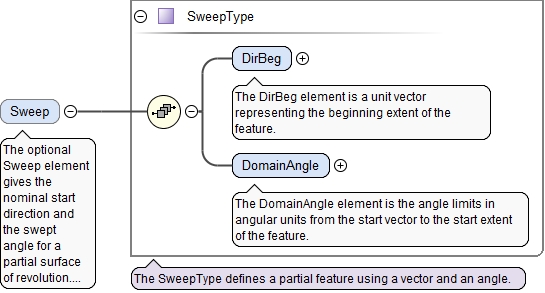 SweepType
DirBeg
The DirBeg element is a unit vector
representing the beginning extent of the
feature.
Sweep
The optional
Sweep element
gives the
nominal start
direction and
the swept
angle for a
partial surface
of revolution....
DomainAngle
The DomainAngle element is the angle limits in
angular units from the start vector to the start extent
of the feature.
The SweepType defines a partial feature using a vector and an angle.